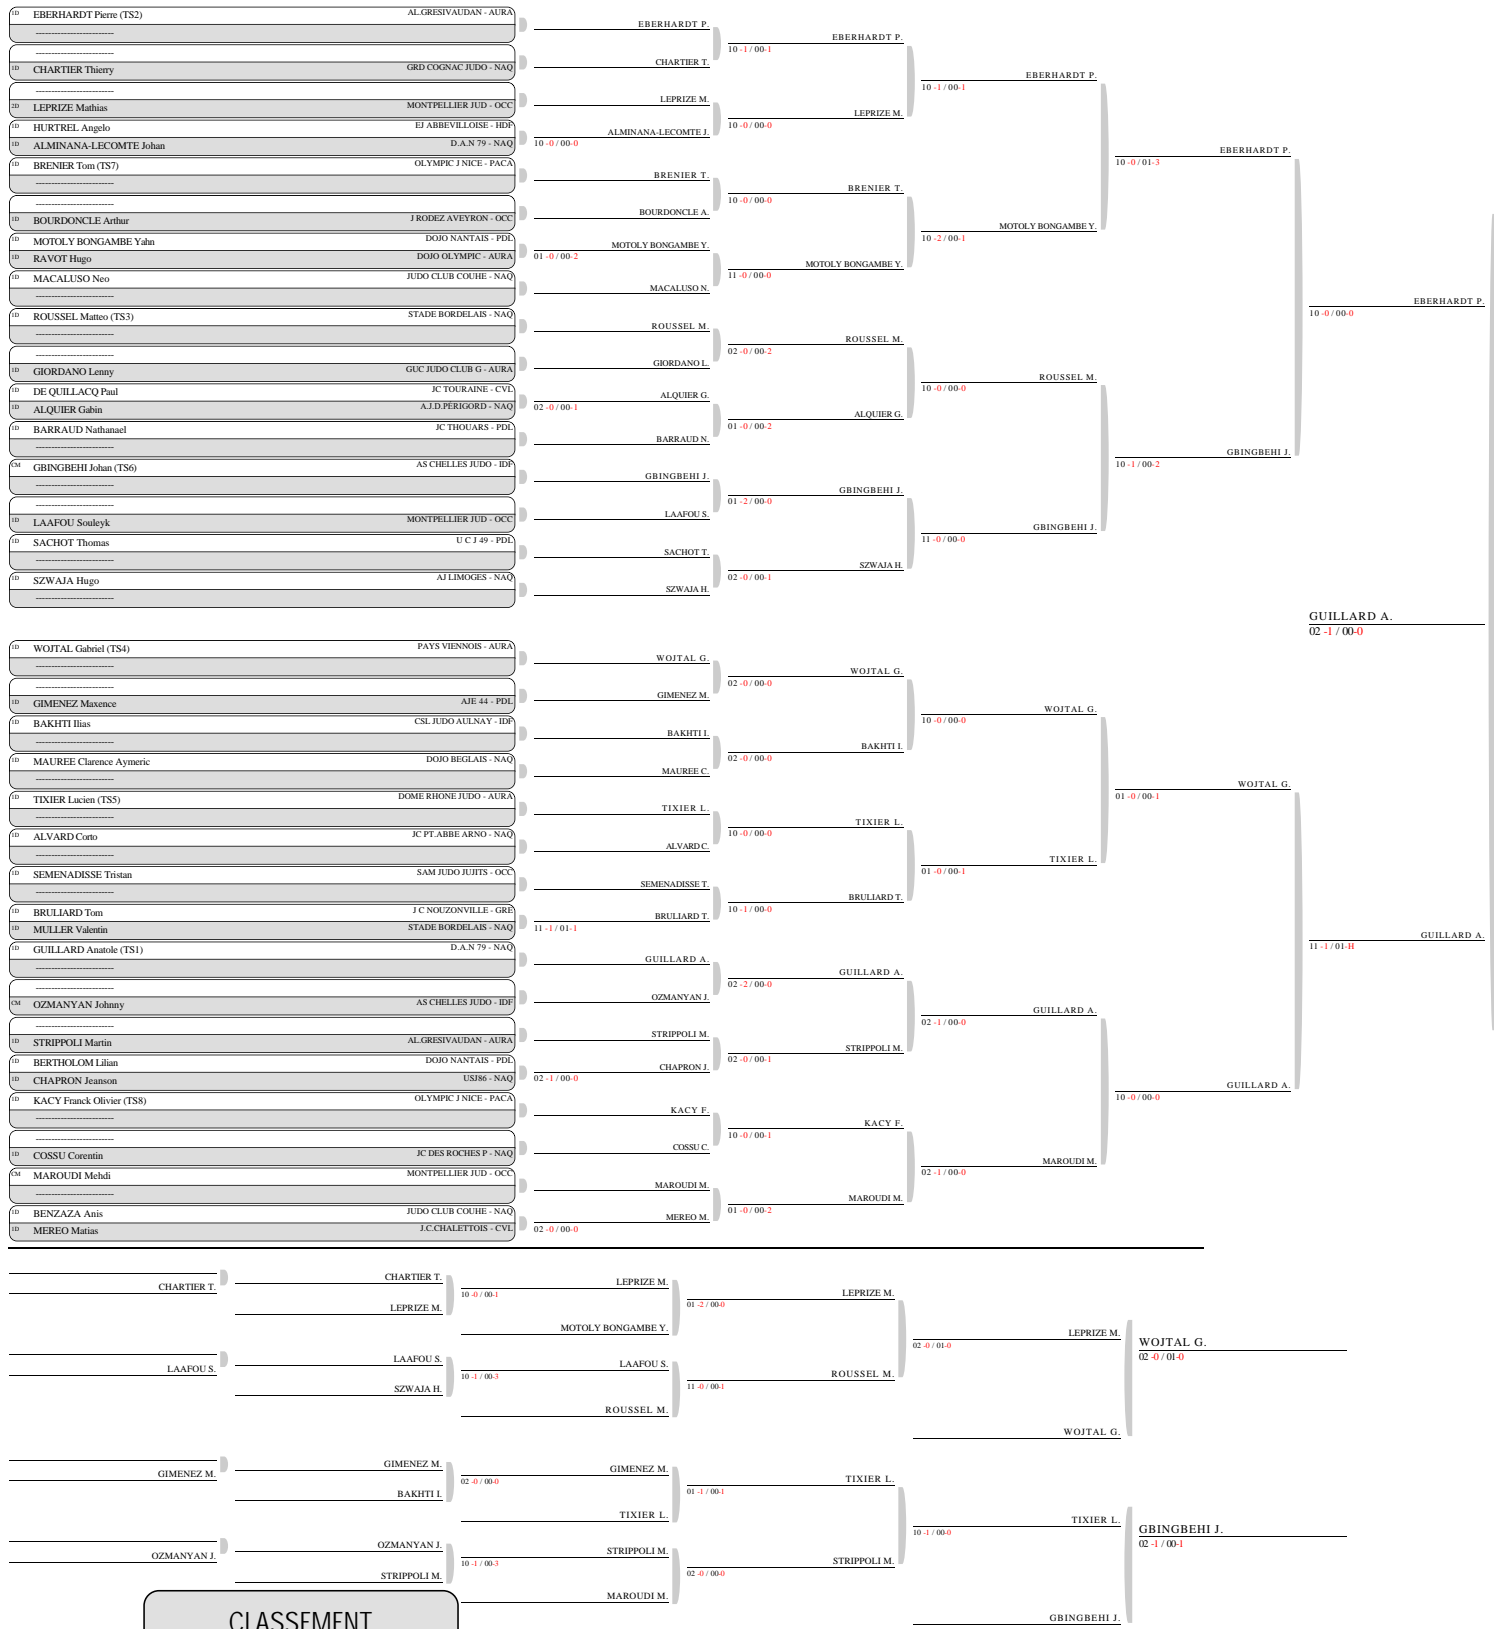 1D EBERHARDT Pierre (TS2) AL.GRESIVAUDAN - AURA
-------------------------
-------------------------
1D CHARTIER Thierry GRD COGNAC JUDO - NAQ
-------------------------
2D LEPRIZE Mathias MONTPELLIER JUD - OCC
1D HURTREL Angelo EJ ABBEVILLOISE - HDF
1D ALMINANA-LECOMTE Johan D.A.N 79 - NAQ
1D BRENIER Tom (TS7) OLYMPIC J NICE - PACA
-------------------------
-------------------------
1D BOURDONCLE Arthur J RODEZ AVEYRON - OCC
1D MOTOLY BONGAMBE Yahn DOJO NANTAIS - PDL
1D RAVOT Hugo DOJO OLYMPIC - AURA
1D MACALUSO Neo JUDO CLUB COUHE - NAQ
-------------------------
1D ROUSSEL Matteo (TS3) STADE BORDELAIS - NAQ
-------------------------
-------------------------
1D GIORDANO Lenny GUC JUDO CLUB G - AURA
1D DE QUILLACQ Paul JC TOURAINE - CVL
1D ALQUIER Gabin A.J.D.PÉRIGORD - NAQ
1D BARRAUD Nathanael JC THOUARS - PDL
-------------------------
CM GBINGBEHI Johan (TS6) AS CHELLES JUDO - IDF
-------------------------
-------------------------
1D LAAFOU Souleyk MONTPELLIER JUD - OCC
1D SACHOT Thomas U C J 49 - PDL
-------------------------
1D SZWAJA Hugo AJ LIMOGES - NAQ
-------------------------
1D WOJTAL Gabriel (TS4) PAYS VIENNOIS - AURA
-------------------------
-------------------------
1D GIMENEZ Maxence AJE 44 - PDL
1D BAKHTI Ilias CSL JUDO AULNAY - IDF
-------------------------
1D MAUREE Clarence Aymeric DOJO BEGLAIS - NAQ
-------------------------
1D TIXIER Lucien (TS5) DOME RHONE JUDO - AURA
-------------------------
1D ALVARD Corto JC PT.ABBE ARNO - NAQ
-------------------------
1D SEMENADISSE Tristan SAM JUDO JUJITS - OCC
-------------------------
1D BRULIARD Tom J C NOUZONVILLE - GRE
1D MULLER Valentin STADE BORDELAIS - NAQ
1D GUILLARD Anatole (TS1) D.A.N 79 - NAQ
-------------------------
-------------------------
CM OZMANYAN Johnny AS CHELLES JUDO - IDF
-------------------------
1D STRIPPOLI Martin AL.GRESIVAUDAN - AURA
1D BERTHOLOM Lilian DOJO NANTAIS - PDL
1D CHAPRON Jeanson USJ86 - NAQ
1D KACY Franck Olivier (TS8) OLYMPIC J NICE - PACA
-------------------------
-------------------------
1D COSSU Corentin JC DES ROCHES P - NAQ
CM MAROUDI Mehdi MONTPELLIER JUD - OCC
-------------------------
1D BENZAZA Anis JUDO CLUB COUHE - NAQ
1D MEREO Matias J.C.CHALETTOIS - CVL
EBERHARDT P.
CHARTIER T.
LEPRIZE M.
ALMINANA-LECOMTE J.
10 -0 / 00-0
BRENIER T.
BOURDONCLE A.
MOTOLY BONGAMBE Y.
01 -0 / 00-2
MACALUSO N.
ROUSSEL M.
GIORDANO L.
ALQUIER G.
02 -0 / 00-1
BARRAUD N.
GBINGBEHI J.
LAAFOU S.
SACHOT T.
SZWAJA H.
WOJTAL G.
GIMENEZ M.
BAKHTI I.
MAUREE C.
TIXIER L.
ALVARD C.
SEMENADISSE T.
BRULIARD T.
11 -1 / 01-1
GUILLARD A.
OZMANYAN J.
STRIPPOLI M.
CHAPRON J.
02 -1 / 00-0
KACY F.
COSSU C.
MAROUDI M.
MEREO M.
02 -0 / 00-0
EBERHARDT P.
10 -1 / 00-1
LEPRIZE M.
10 -0 / 00-0
BRENIER T.
10 -0 / 00-0
MOTOLY BONGAMBE Y.
11 -0 / 00-0
ROUSSEL M.
02 -0 / 00-2
ALQUIER G.
01 -0 / 00-2
GBINGBEHI J.
01 -2 / 00-0
SZWAJA H.
02 -0 / 00-1
WOJTAL G.
02 -0 / 00-0
BAKHTI I.
02 -0 / 00-0
TIXIER L.
10 -0 / 00-0
BRULIARD T.
10 -1 / 00-0
GUILLARD A.
02 -2 / 00-0
STRIPPOLI M.
02 -0 / 00-1
KACY F.
10 -0 / 00-1
MAROUDI M.
01 -0 / 00-2
EBERHARDT P.
10 -1 / 00-1
MOTOLY BONGAMBE Y.
10 -2 / 00-1
ROUSSEL M.
10 -0 / 00-0
GBINGBEHI J.
11 -0 / 00-0
WOJTAL G.
10 -0 / 00-0
TIXIER L.
01 -0 / 00-1
GUILLARD A.
02 -1 / 00-0
MAROUDI M.
02 -1 / 00-0
EBERHARDT P.
10 -0 / 01-3
GBINGBEHI J.
10 -1 / 00-2
WOJTAL G.
01 -0 / 00-1
GUILLARD A.
10 -0 / 00-0
EBERHARDT P.
10 -0 / 00-0
GUILLARD A.
02 -1 / 00-0
GUILLARD A.
11 -1 / 01-H
CHARTIER T.
LAAFOU S.
GIMENEZ M.
OZMANYAN J.
CHARTIER T.
LEPRIZE M.
LAAFOU S.
SZWAJA H.
GIMENEZ M.
BAKHTI I.
OZMANYAN J.
STRIPPOLI M.
LEPRIZE M.
10 -0 / 00-1
MOTOLY BONGAMBE Y.
LAAFOU S.
10 -1 / 00-3
ROUSSEL M.
GIMENEZ M.
02 -0 / 00-0
TIXIER L.
STRIPPOLI M.
10 -1 / 00-3
MAROUDI M.
LEPRIZE M.
01 -2 / 00-0
ROUSSEL M.
11 -0 / 00-1
TIXIER L.
01 -1 / 00-1
STRIPPOLI M.
02 -0 / 00-0
LEPRIZE M.
02 -0 / 01-0
WOJTAL G.
TIXIER L.
10 -1 / 00-0
GBINGBEHI J.
WOJTAL G.
02 -0 / 01-0
GBINGBEHI J.
02 -1 / 00-1
CLASSEMENT